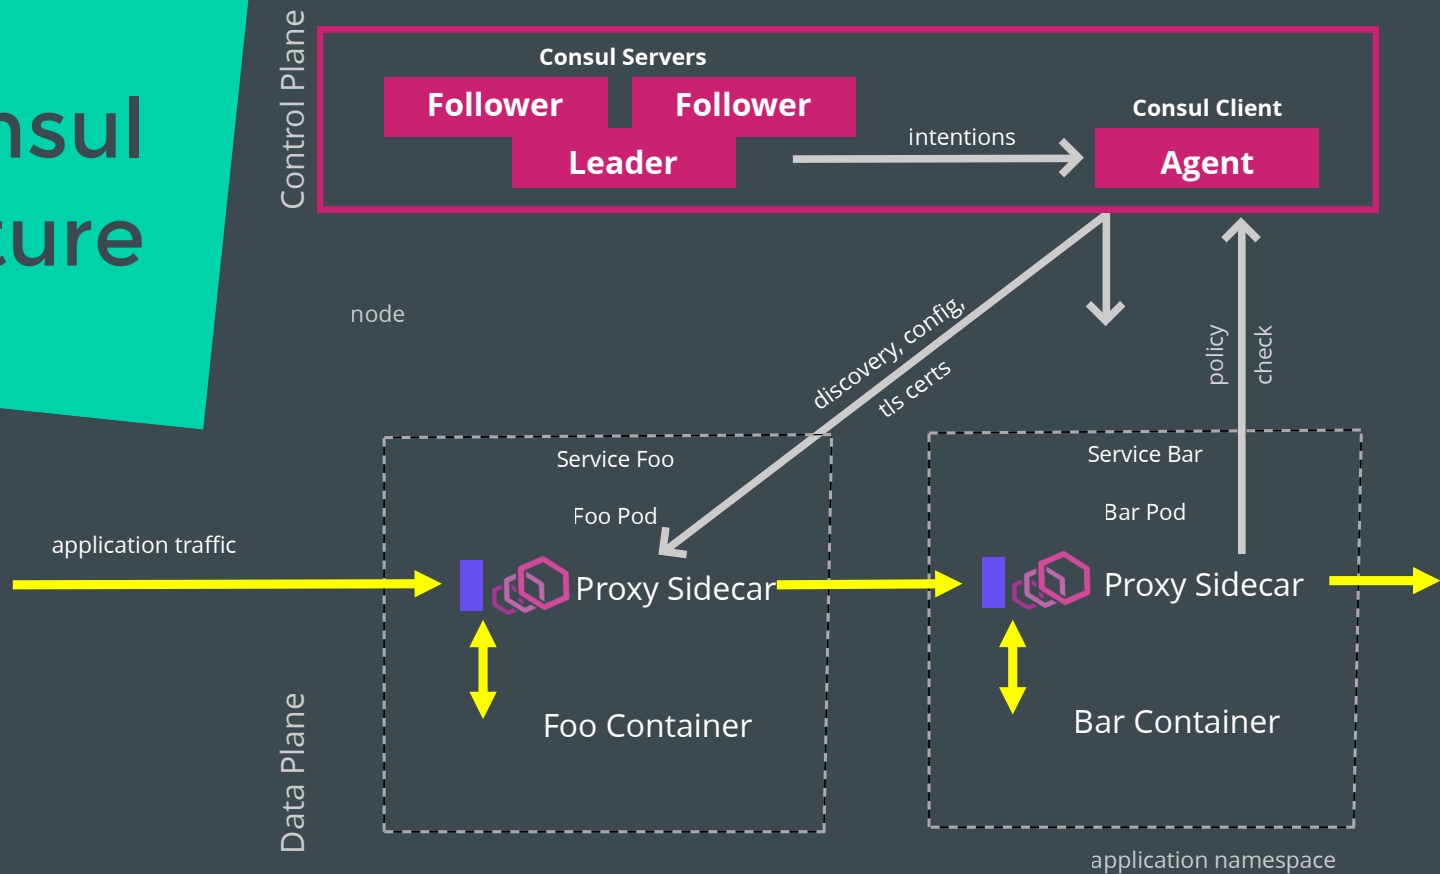 nsul
ture
Control Plane
Consul Servers
Follower
Follower
Leader
intentions
Consul Client
Agent
node
discovery, config,
tls certs
policy
check
Service Foo
Foo Pod
Proxy Sidecar
Foo Container
Service Bar
Bar Pod
Proxy Sidecar
Bar Container
application traffic
Data Plane
application namespace